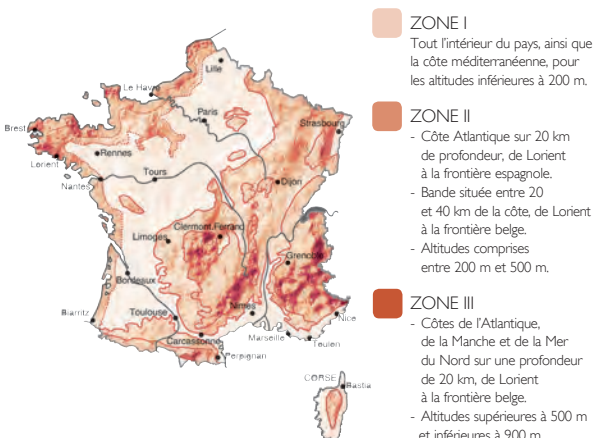 Lille
Le Havre
Paris
Strasbourg
Brest
Rennes
Lorient
Tours
Nantes
Dijon
Clermont.Ferrand
Limoges
Grenoble
Bordeaux
Biarritz
Toulouse
Nîmes
Nice
Marseille
Toulon
Carcassonne
Perpignan
CORSE
Bastia
ZONE I
Tout l'intérieur du pays, ainsi que
la côte méditerranéenne, pour
les altitudes inférieures à 200 m.
ZONE II
- Côte Atlantique sur 20 km
de profondeur, de Lorient
à la frontière espagnole.
- Bande située entre 20
et 40 km de la côte, de Lorient
à la frontière belge.
- Altitudes comprises
entre 200 m et 500 m.
ZONE III
- Côtes de l'Atlantique,
de la Manche et de la Mer
du Nord sur une profondeur
de 20 km, de Lorient
à la frontière belge.
- Altitudes supérieures à 500 m
et inférieures à 900 m